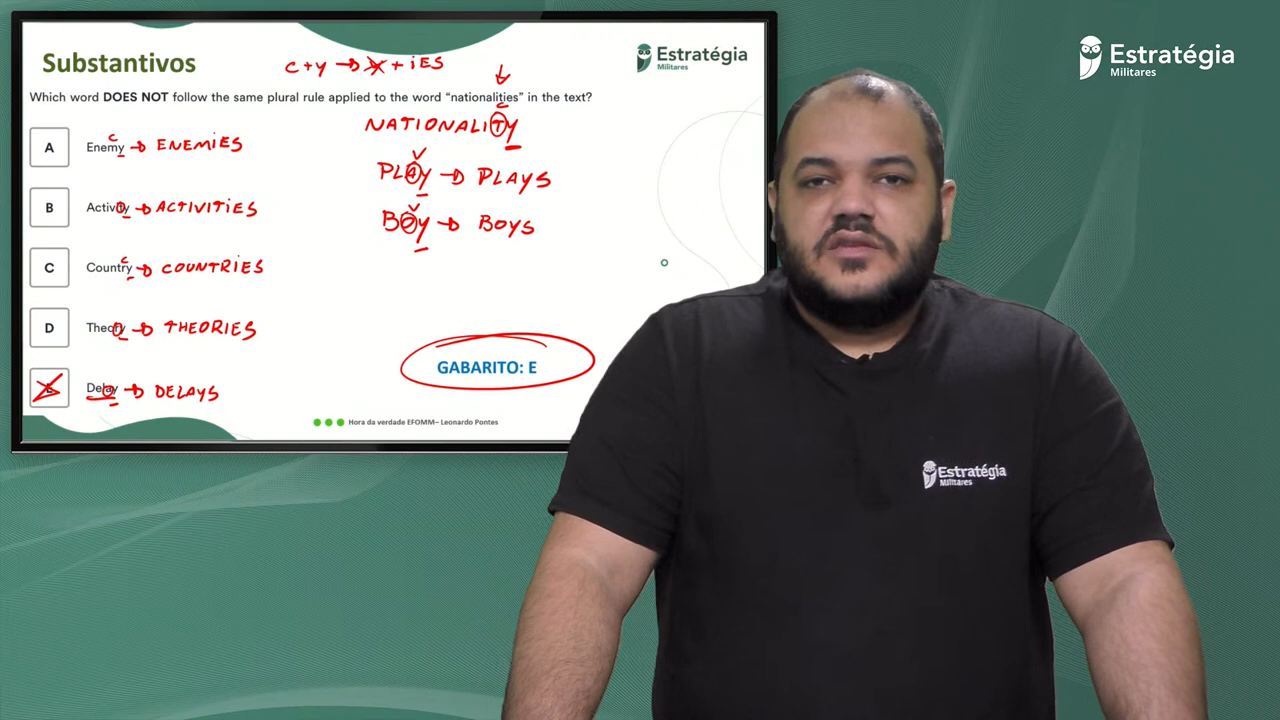 Substantivos
C+y → y + iES
Estratégia
Militares
Which word DOES NOT follow the same plural rule applied to the word “nationalities” in the text?
C
NATIONALITY
A
Enemy → ENEMIES
C
V
PLAY → PLAYS
B
Activity → ACTIVITIES
V
BOY → BOYS
C
Country → COUNTRIES
C
D
Theory → THEORIES
GABARITO: E
E
Delay → DELAYS
Hora da verdade EFOMM– Leonardo Pontes
Estratégia
Militares
Estratégia
Militares